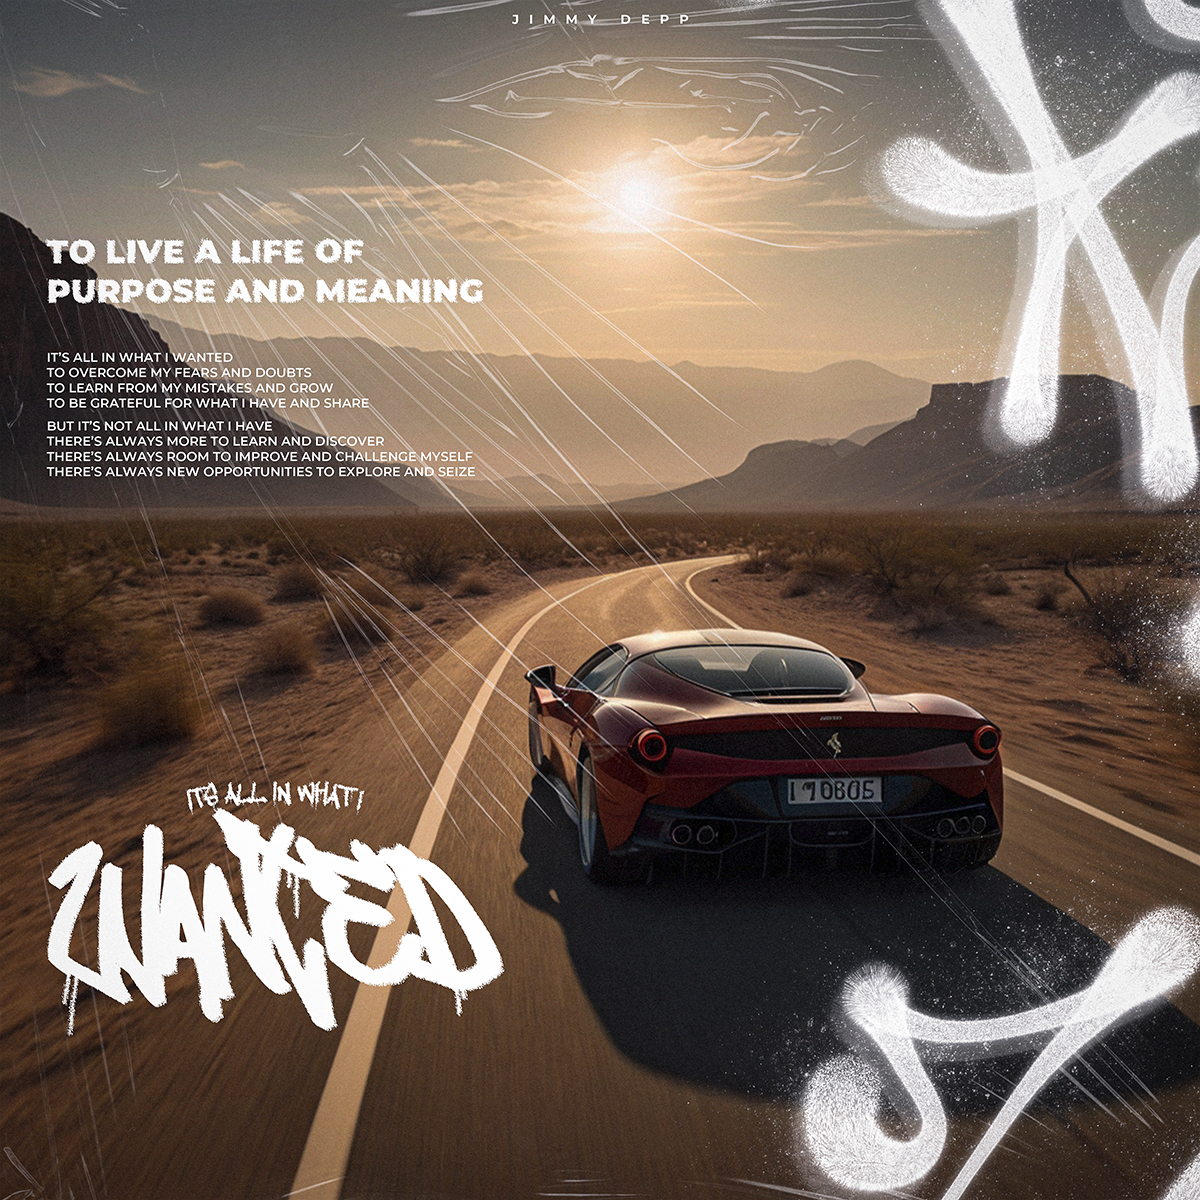 JIMMY DEPP
TO LIVE A LIFE OF
PURPOSE AND MEANING
IT'S ALL IN WHAT I WANTED
TO OVERCOME MY FEARS AND DOUBTS
TO LEARN FROM MY MISTAKES AND GROW
TO BE GRATEFUL FOR WHAT I HAVE AND SHARE
BUT IT'S NOT ALL IN WHAT I HAVE
THERE'S ALWAYS MORE TO LEARN AND DISCOVER
THERE'S ALWAYS ROOM TO IMPROVE AND CHALLENGE MYSELF
THERE'S ALWAYS NEW OPPORTUNITIES TO EXPLORE AND SEIZE
ITS ALL IN WHAT I
WANTED